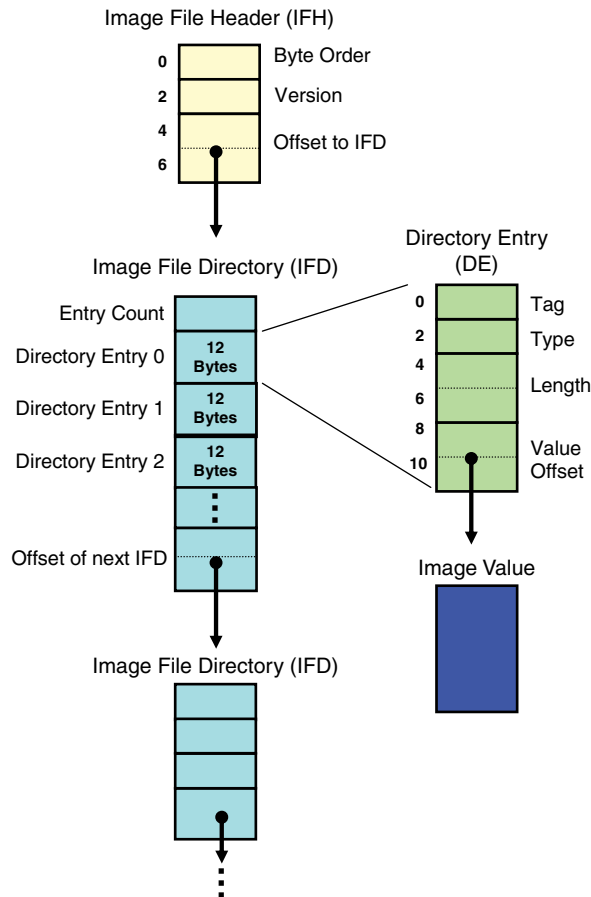 Image File Header (IFH)
0
Byte Order
2
Version
4
Offset to IFD
6
Image File Directory (IFD)
Entry Count
Directory Entry 0
12
Bytes
Directory Entry 1
12
Bytes
Directory Entry 2
12
Bytes
Offset of next IFD
Directory Entry
(DE)
0
Tag
2
Type
4
Length
6
8
Value
Offset
10
Image Value
Image File Directory (IFD)